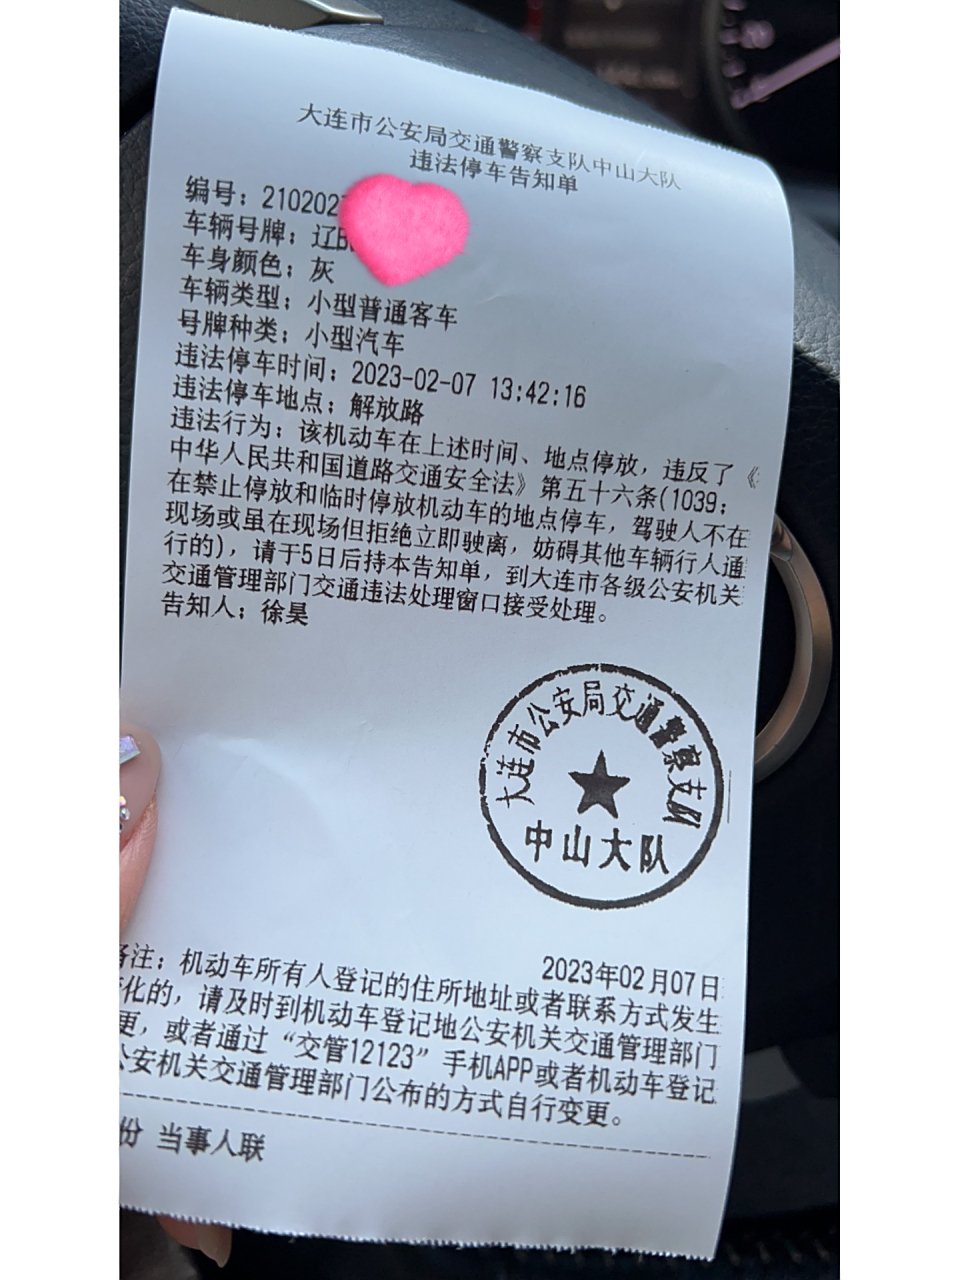 大连市公安局交通警察支队中山大队
违法停车告知单
编号：210202
车辆号牌：辽B
车身颜色：灰
车辆类型：小型普通客车
号牌种类：小型汽车
违法停车时间：2023-02-07 13:42:16
违法停车地点：解放路
违法行为：该机动车在上述时间、地点停放，违反了《
中华人民共和国道路交通安全法》第五十六条(1039：
在禁止停放和临时停放机动车的地点停车，驾驶人不在
现场或虽在现场但拒绝立即驶离，妨碍其他车辆行人通
行的)，请于5日后持本告知单，到大连市各级公安机关
交通管理部门交通违法处理窗口接受处理。
告知人：徐昊
大连市公安局交通警察支队
中山大队
2023年02月07日
备注：机动车所有人登记的住所地址或者联系方式发生
变化的，请及时到机动车登记地公安机关交通管理部门
更，或者通过“交管12123”手机APP或者机动车登记
公安机关交通管理部门公布的方式自行变更。
份 当事人联